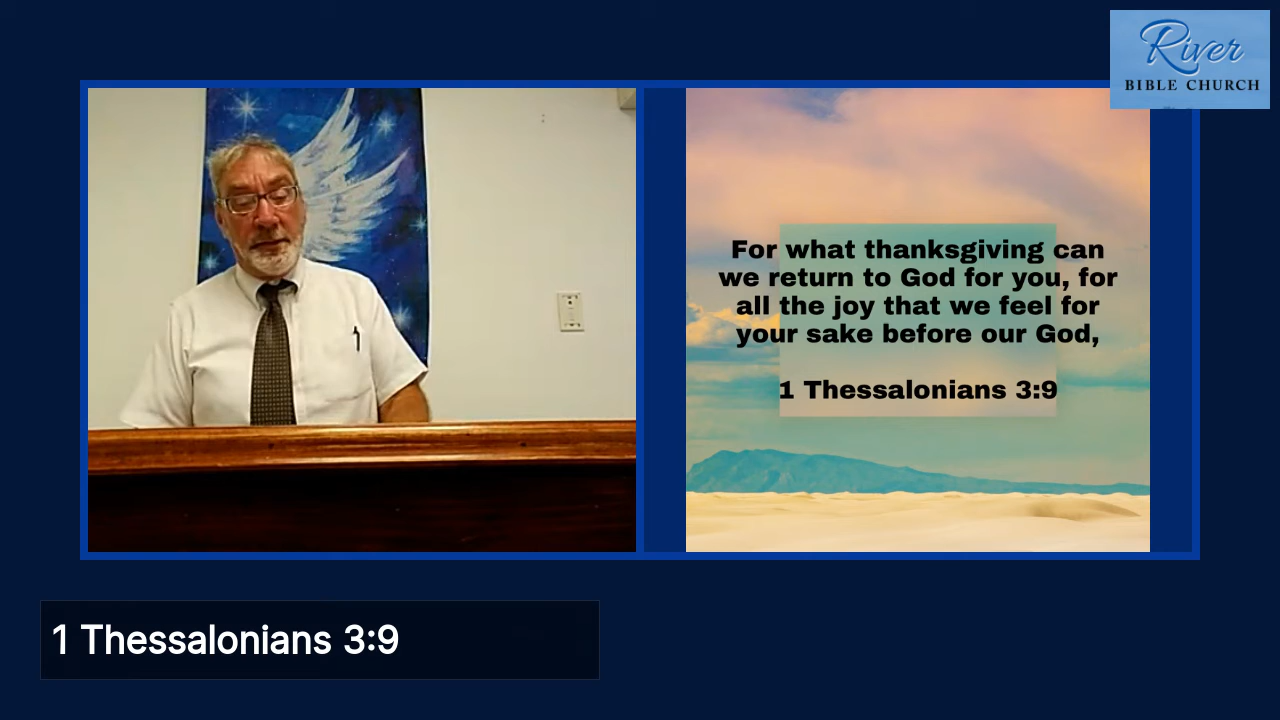 River
BIBLE CHURCH
For what thanksgiving can
we return to God for you, for
all the joy that we feel for
your sake before our God,
1 Thessalonians 3:9
1 Thessalonians 3:9